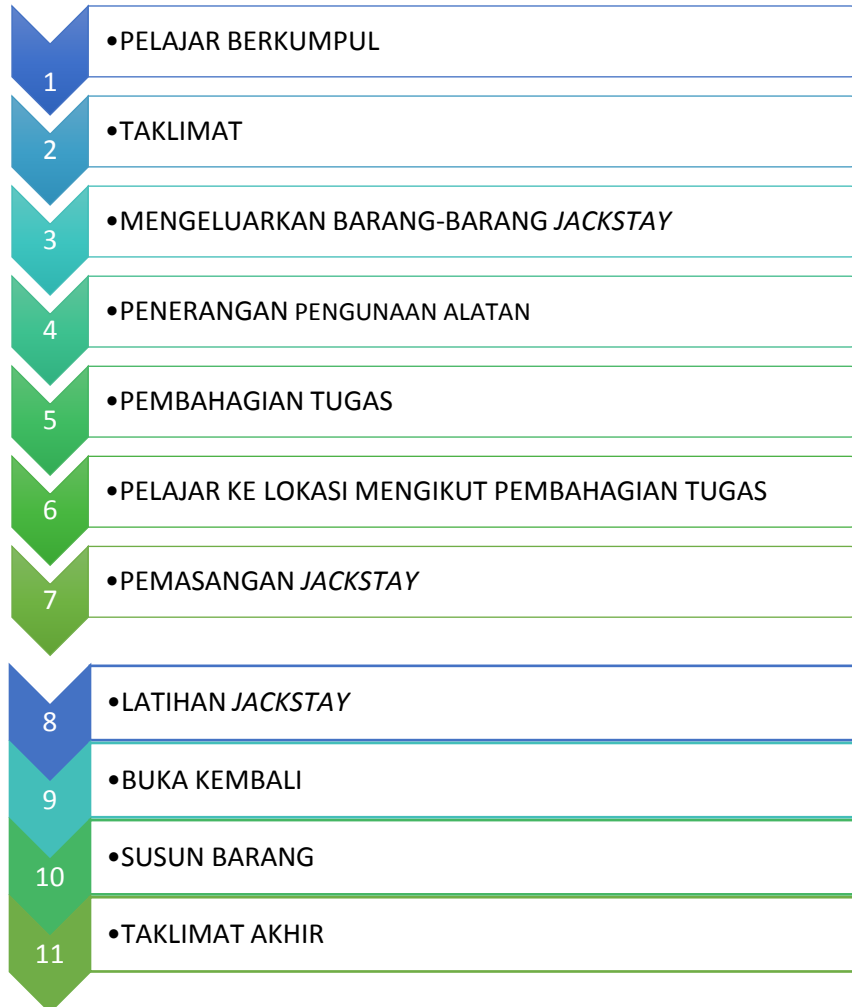 1 •PELAJAR BERKUMPUL
2 •TAKLIMAT
3 •MENGELUARKAN BARANG-BARANG JACKSTAY
4 •PENERANGAN PENGUNAAN ALATAN
5 •PEMBAHAGIAN TUGAS
6 •PELAJAR KE LOKASI MENGIKUT PEMBAHAGIAN TUGAS
7 •PEMASANGAN JACKSTAY
8 •LATIHAN JACKSTAY
9 •BUKA KEMBALI
10 •SUSUN BARANG
11 •TAKLIMAT AKHIR